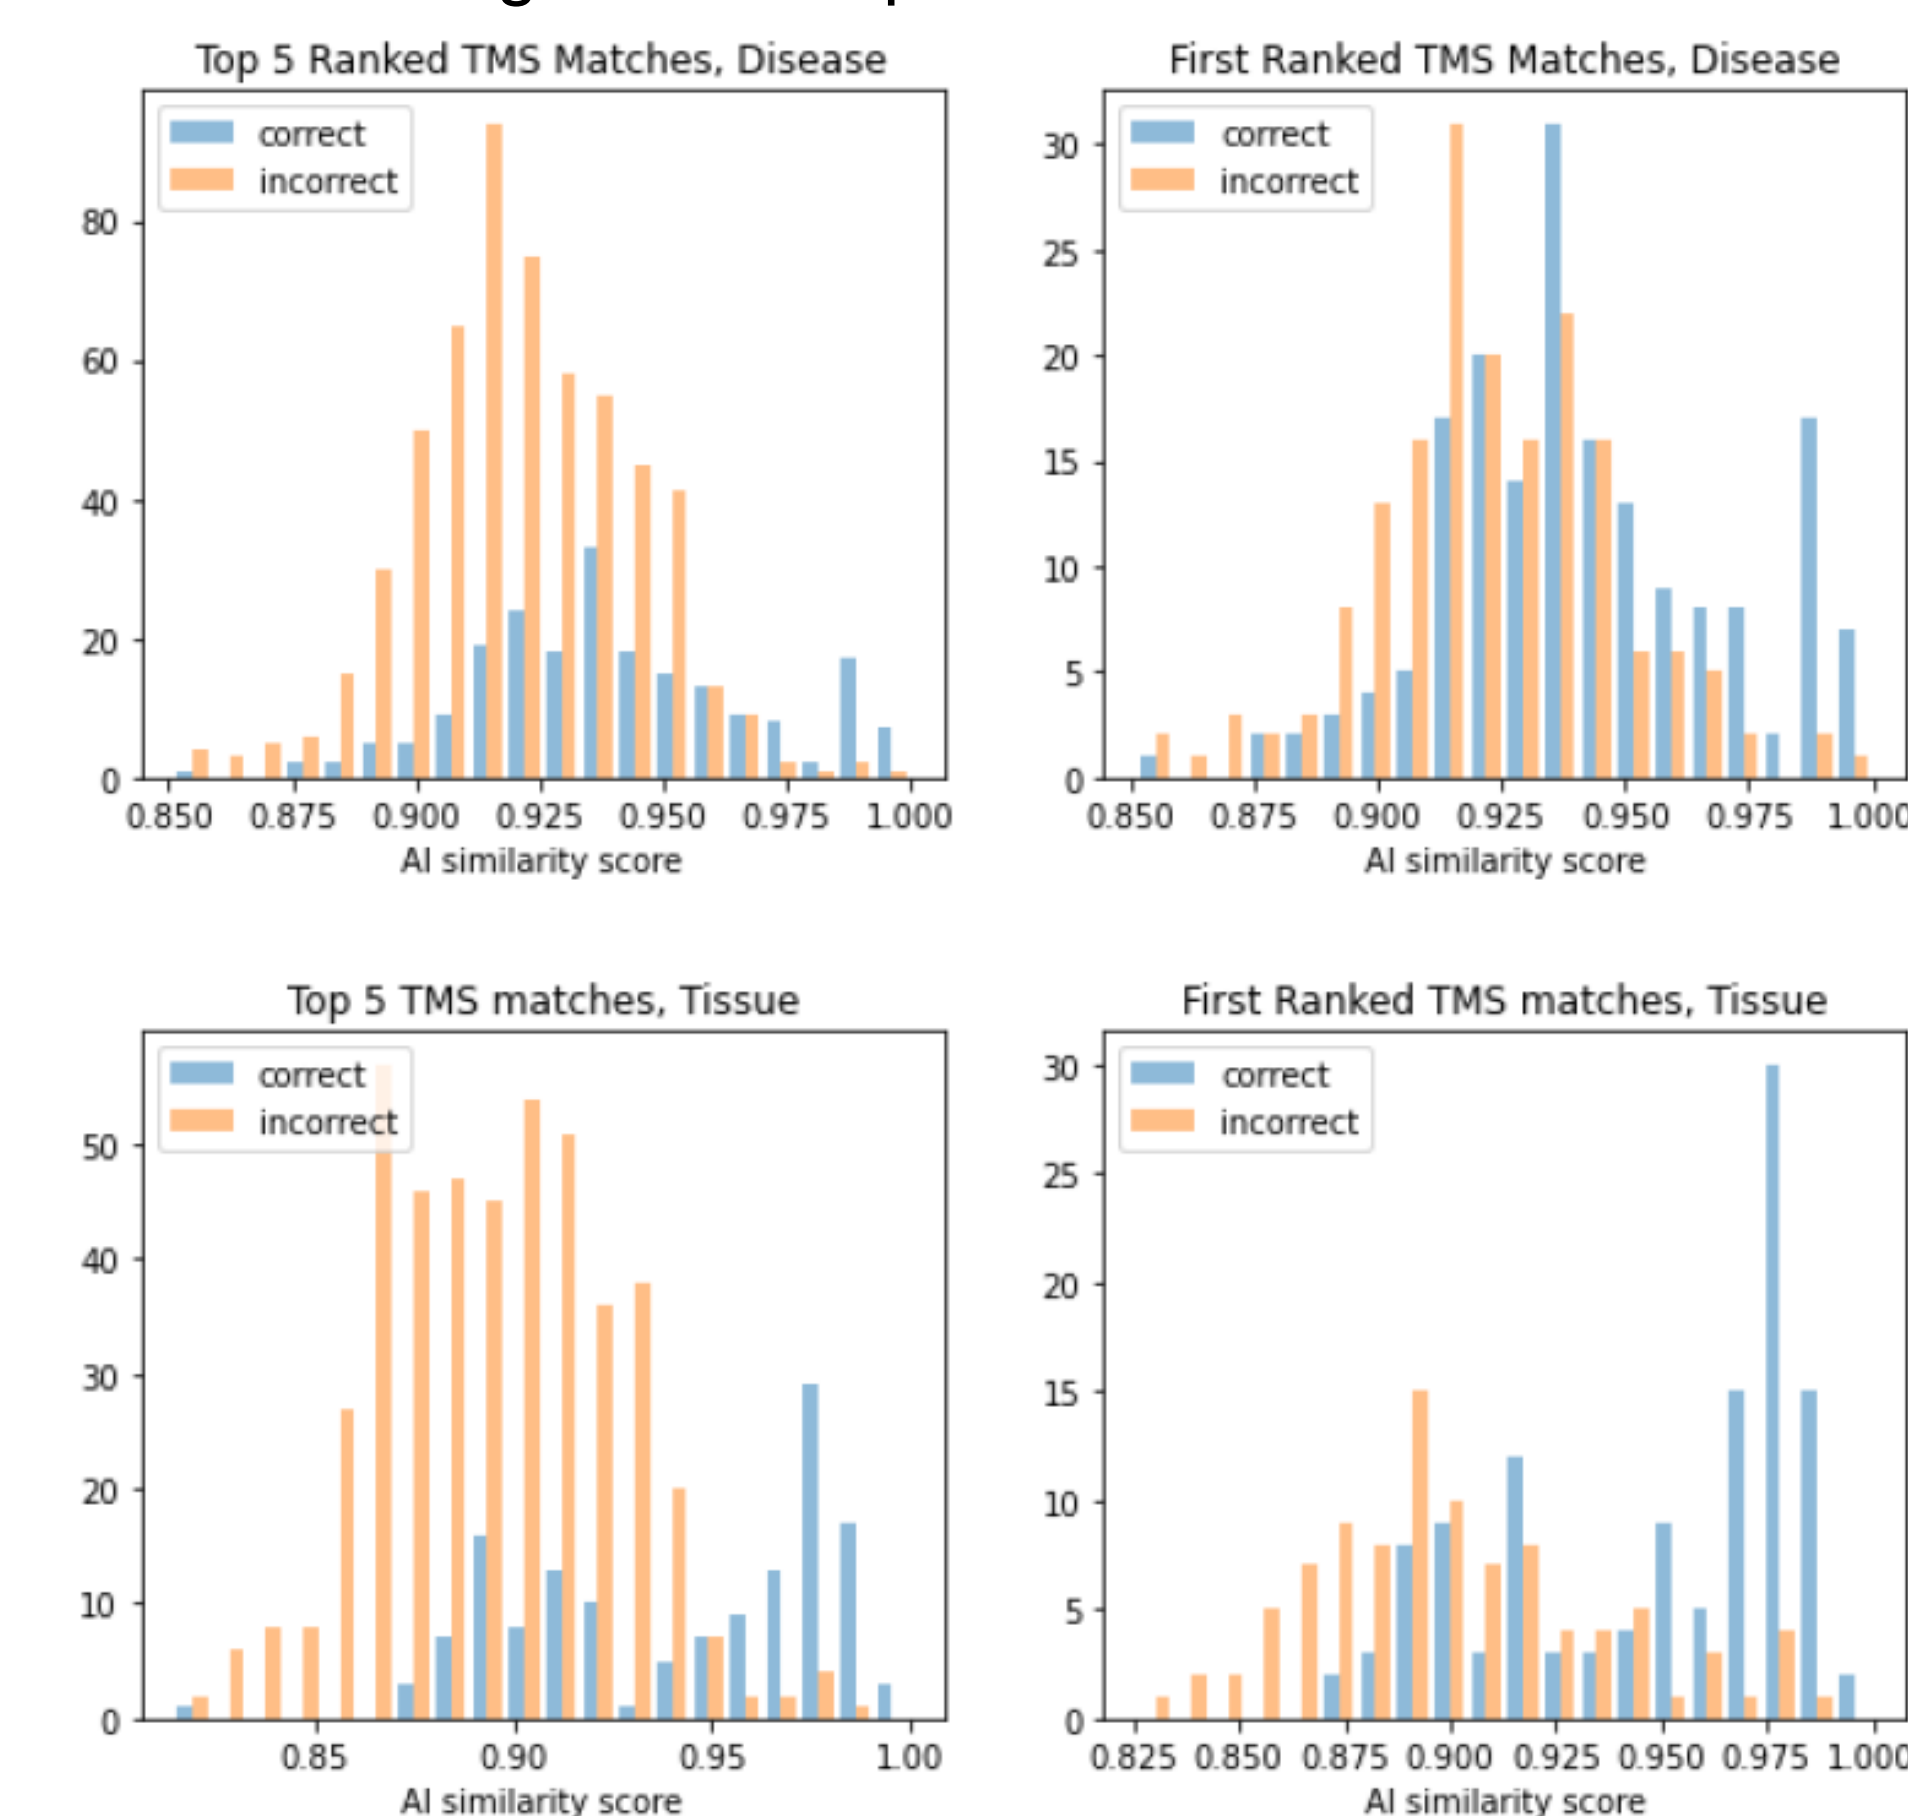 Top 5 Ranked TMS Matches, Disease
correct
incorrect
80
60
40
20
0
0.850 0.875 0.900 0.925 0.950 0.975 1.000
AI similarity score
First Ranked TMS Matches, Disease
correct
incorrect
30
25
20
15
10
5
0
0.850 0.875 0.900 0.925 0.950 0.975 1.000
AI similarity score
Top 5 TMS matches, Tissue
correct
incorrect
50
40
30
20
10
0
0.85 0.90 0.95 1.00
AI similarity score
First Ranked TMS matches, Tissue
correct
incorrect
30
25
20
15
10
5
0
0.825 0.850 0.875 0.900 0.925 0.950 0.975 1.000
AI similarity score